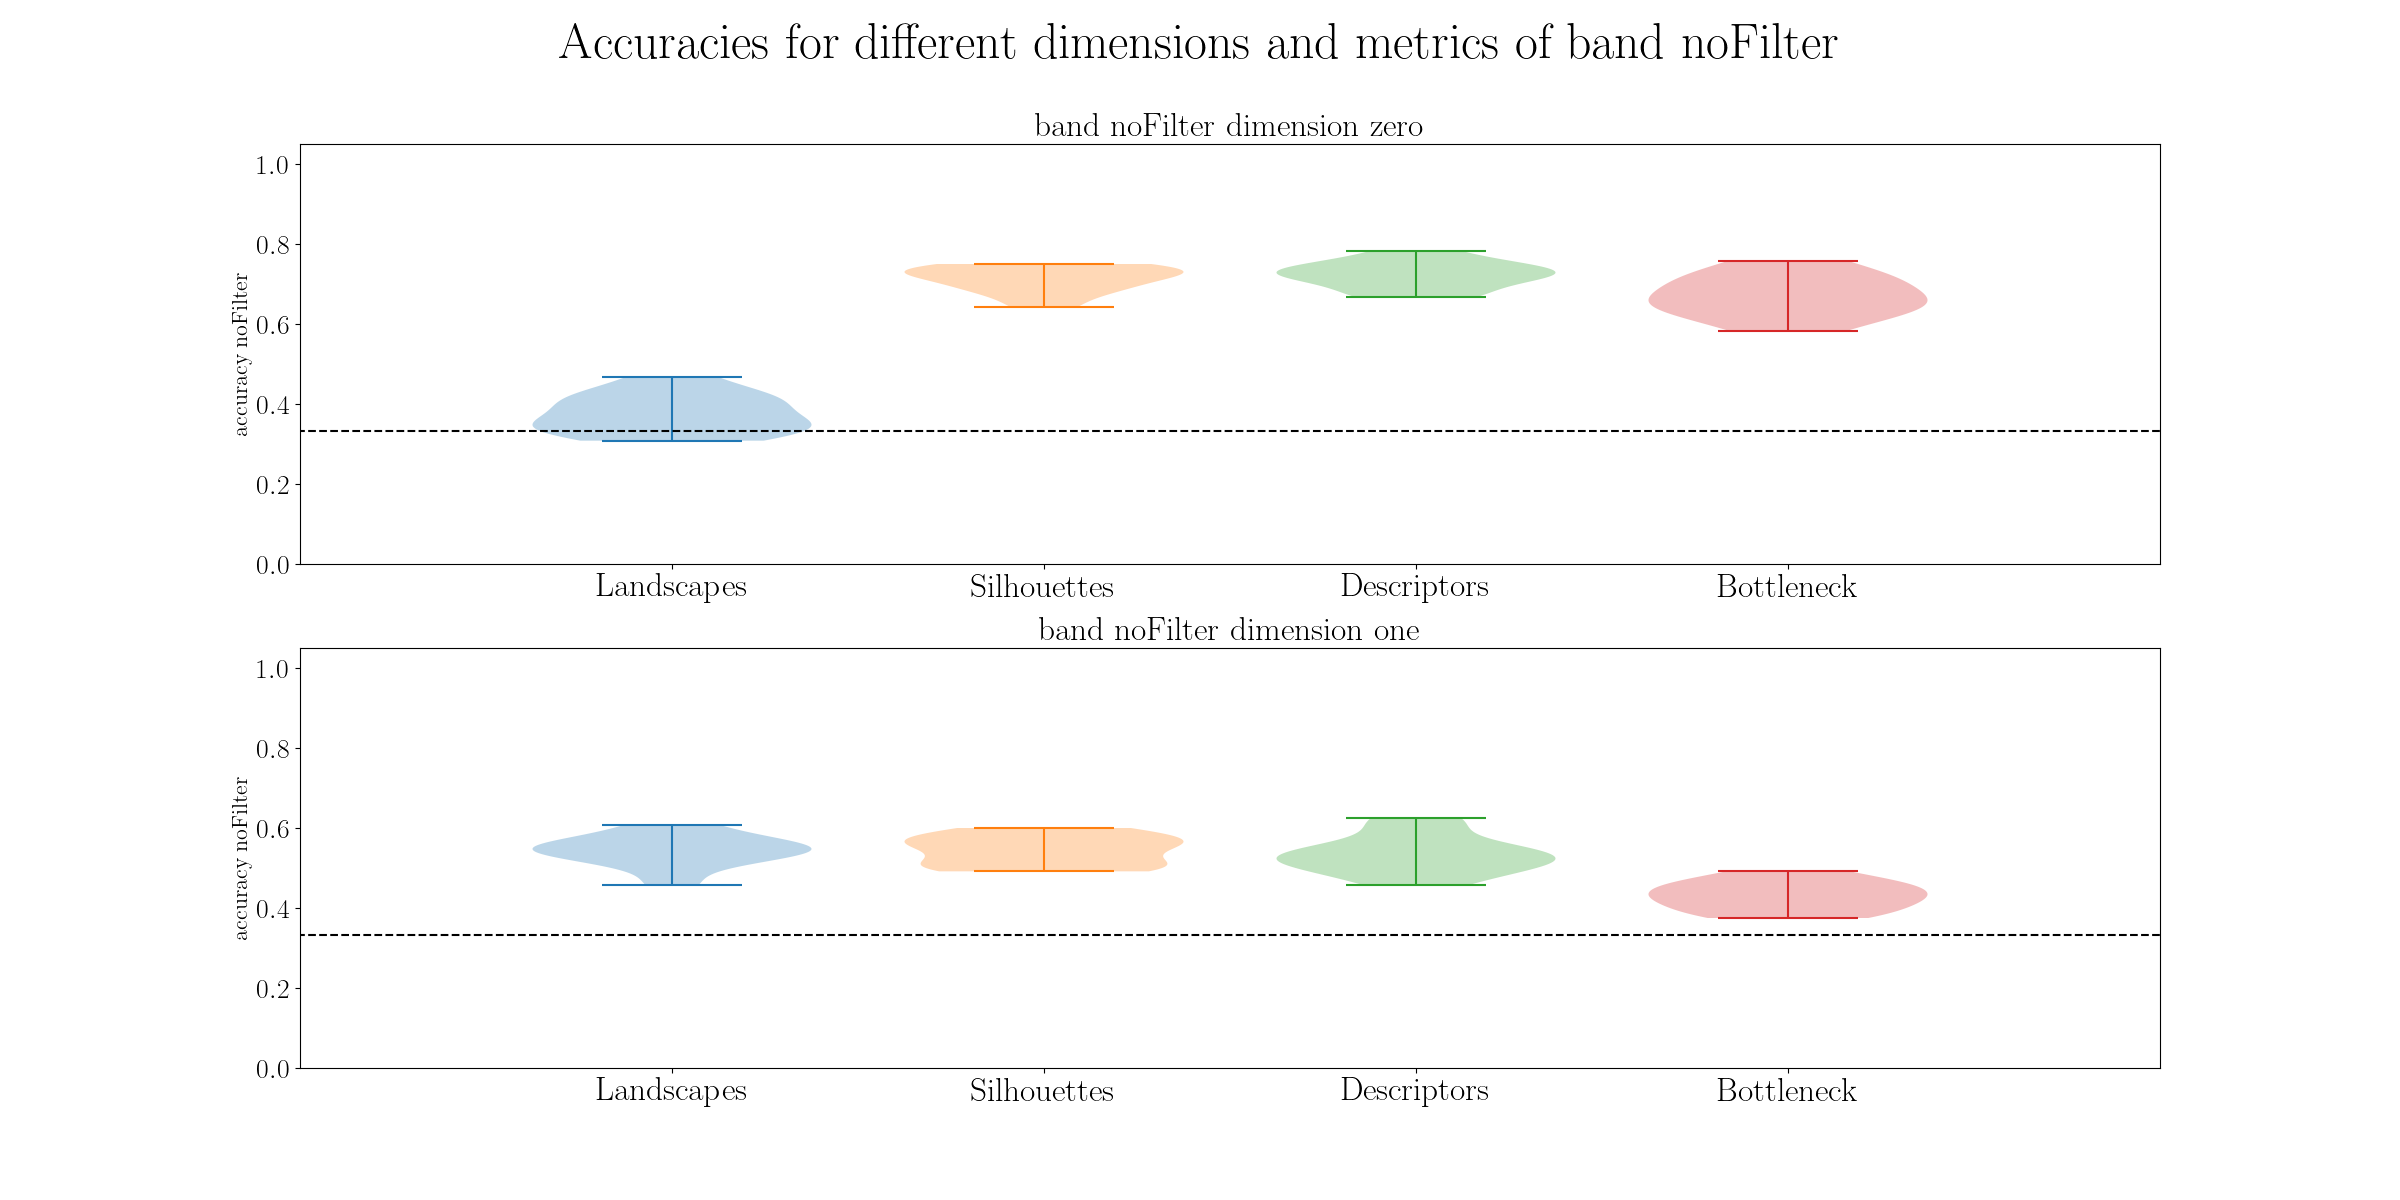 Accuracies for different dimensions and metrics of band noFilter
band noFilter dimension zero
accuracy noFilter
1.0
0.8
0.6
0.4
0.2
0.0
Landscapes Silhouettes Descriptors Bottleneck
band noFilter dimension one
accuracy noFilter
1.0
0.8
0.6
0.4
0.2
0.0
Landscapes Silhouettes Descriptors Bottleneck